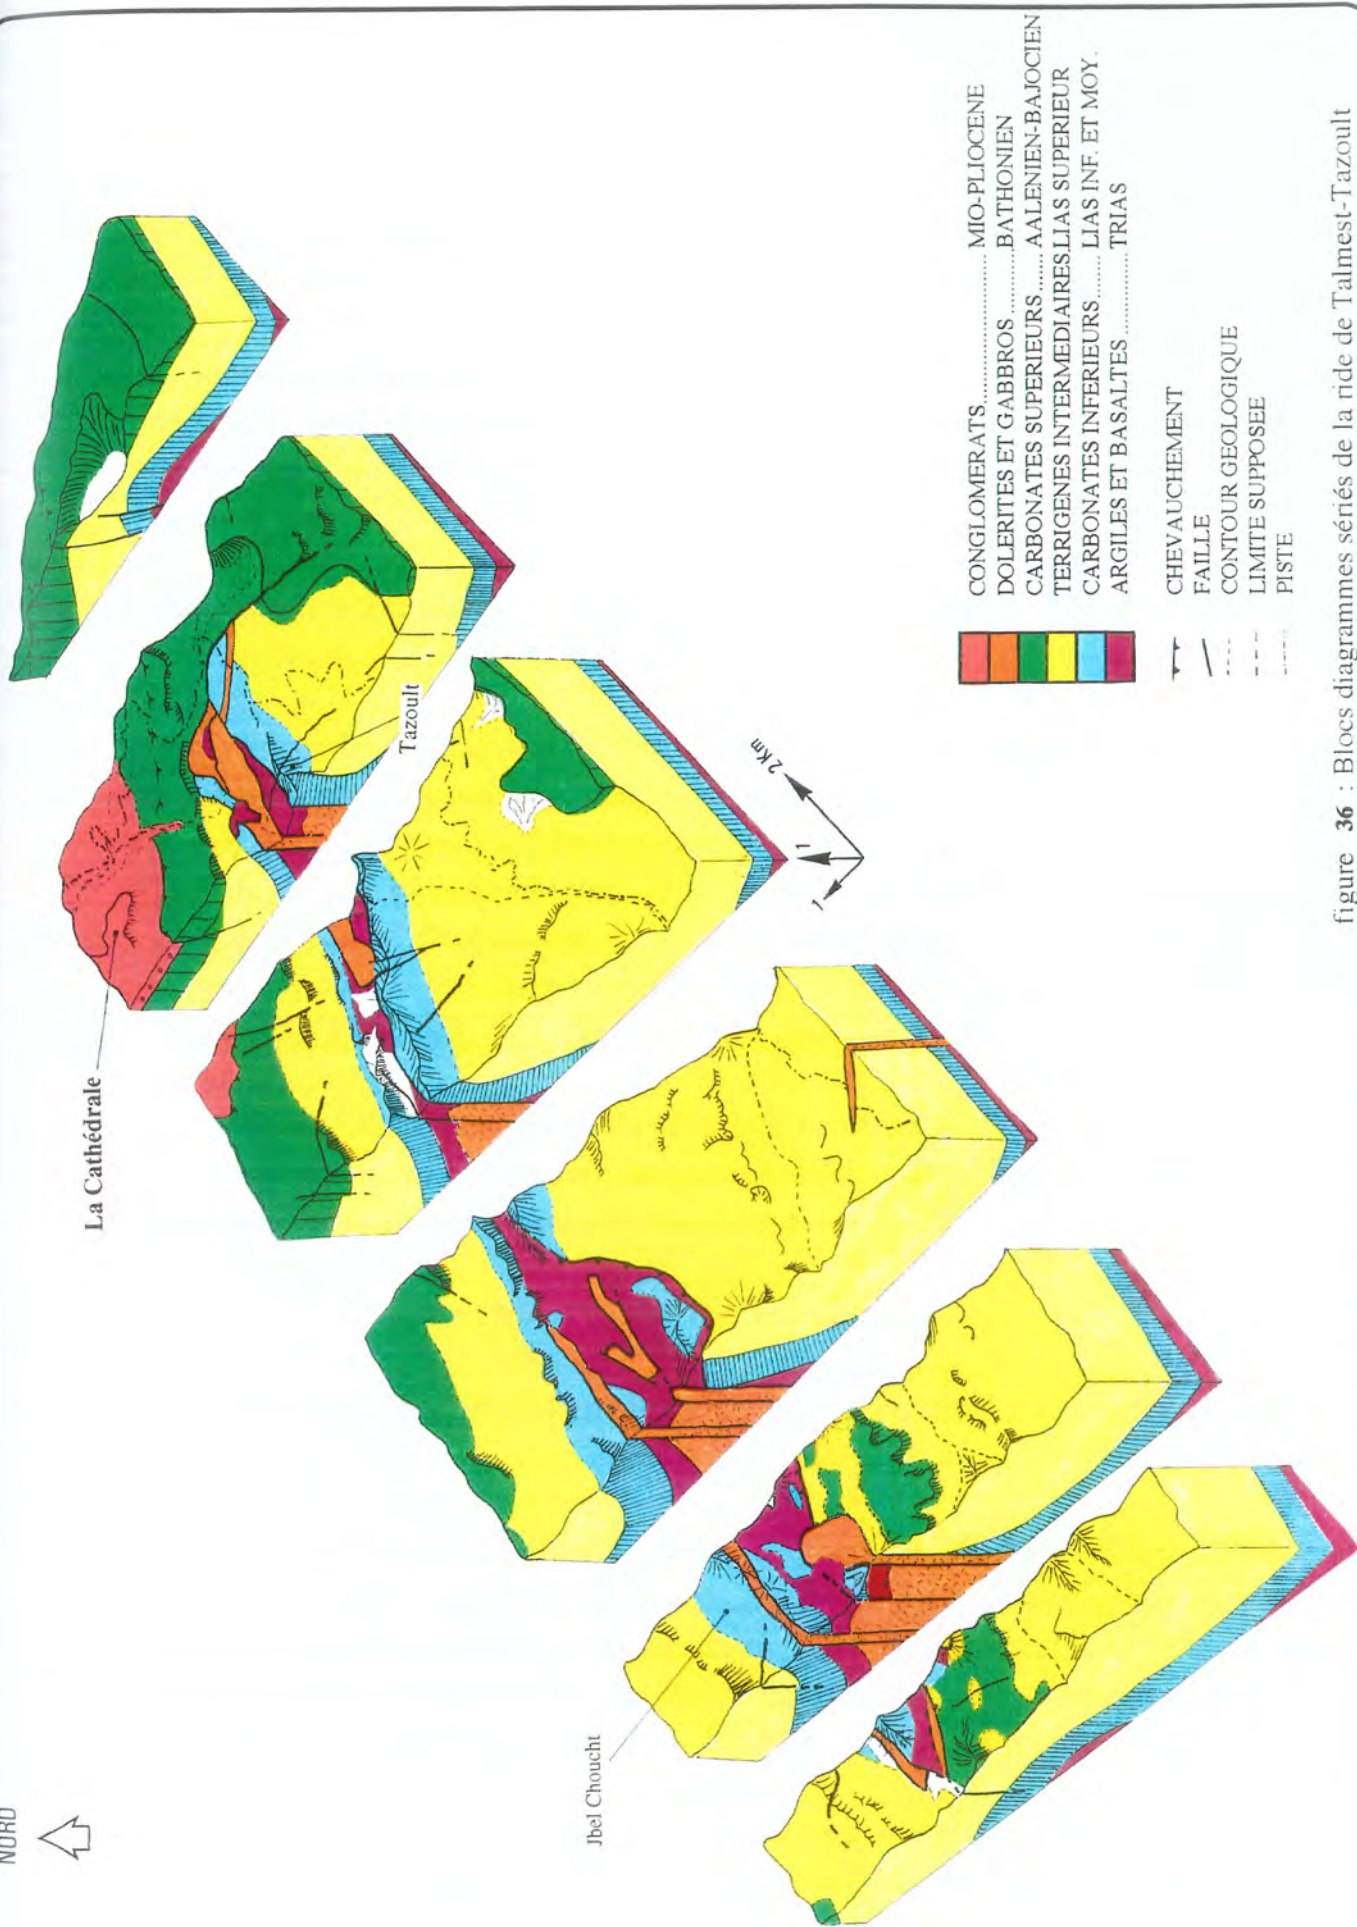 NORD
La Cathédrale
Tazoult
Jbel Choucht
2 Km
1
1
CONGLOMERATS.................... MIO-PLIOCENE
DOLERITES ET GABBROS ..........BATHONIEN
CARBONATES SUPERIEURS ....... AALENIEN-BAJOCIEN
TERRIGENES INTERMEDIAIRES.LIAS SUPERIEUR
CARBONATES INFERIEURS ........ LIAS INF. ET MOY.
ARGILES ET BASALTES ............... TRIAS
CHEVAUCHEMENT
FAILLE
CONTOUR GEOLOGIQUE
LIMITE SUPPOSEE
PISTE
figure 36 : Blocs diagrammes sériés de la ride de Talmest-Tazoult